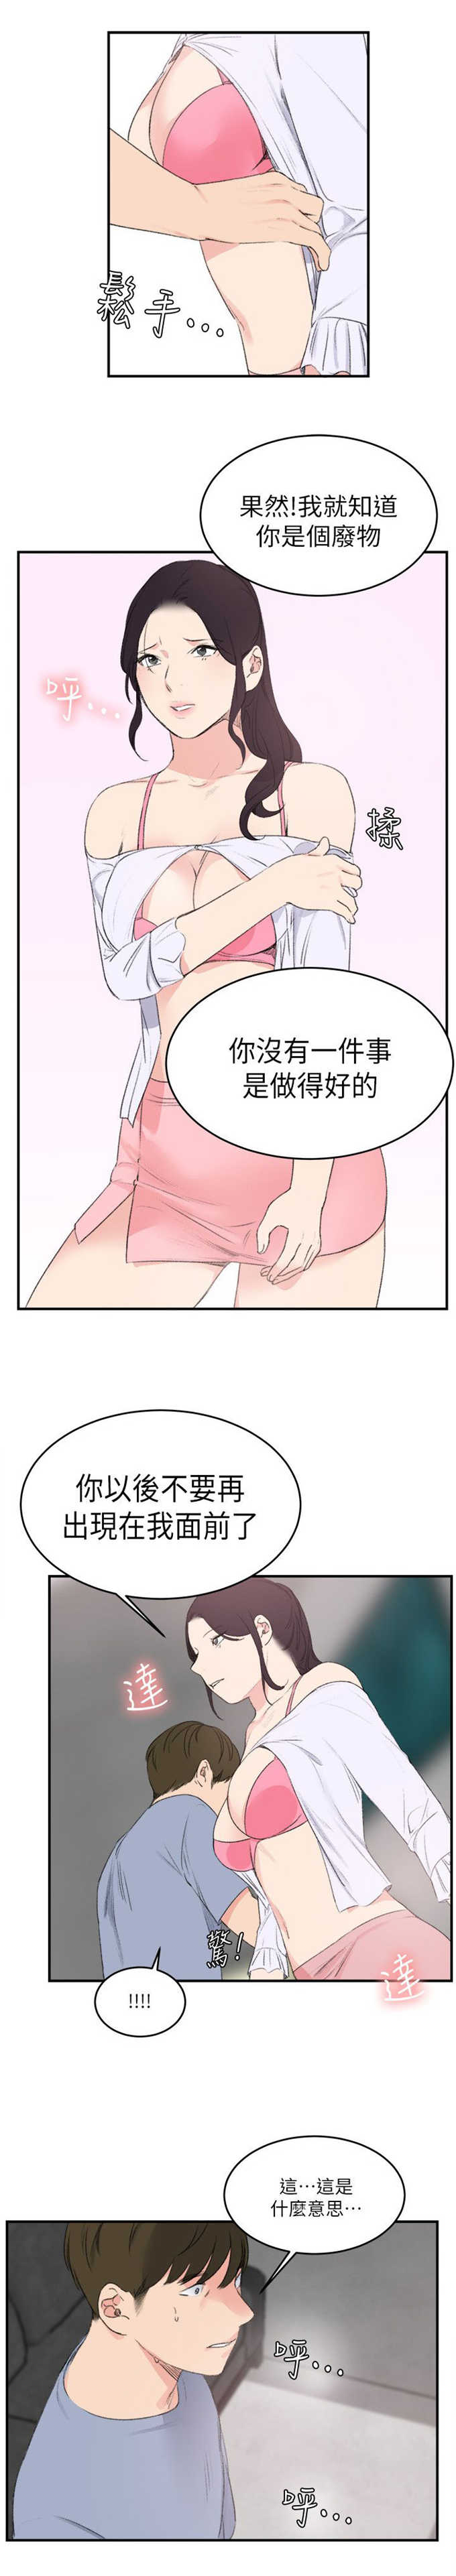 鬆手…
果然!我就知道
你是個廢物
呼…
揉
你沒有一件事
是做得好的
你以後不要再
出現在我面前了
達
驚!
達
!!!!
這…這是
什麼意思…
呼…
呼…